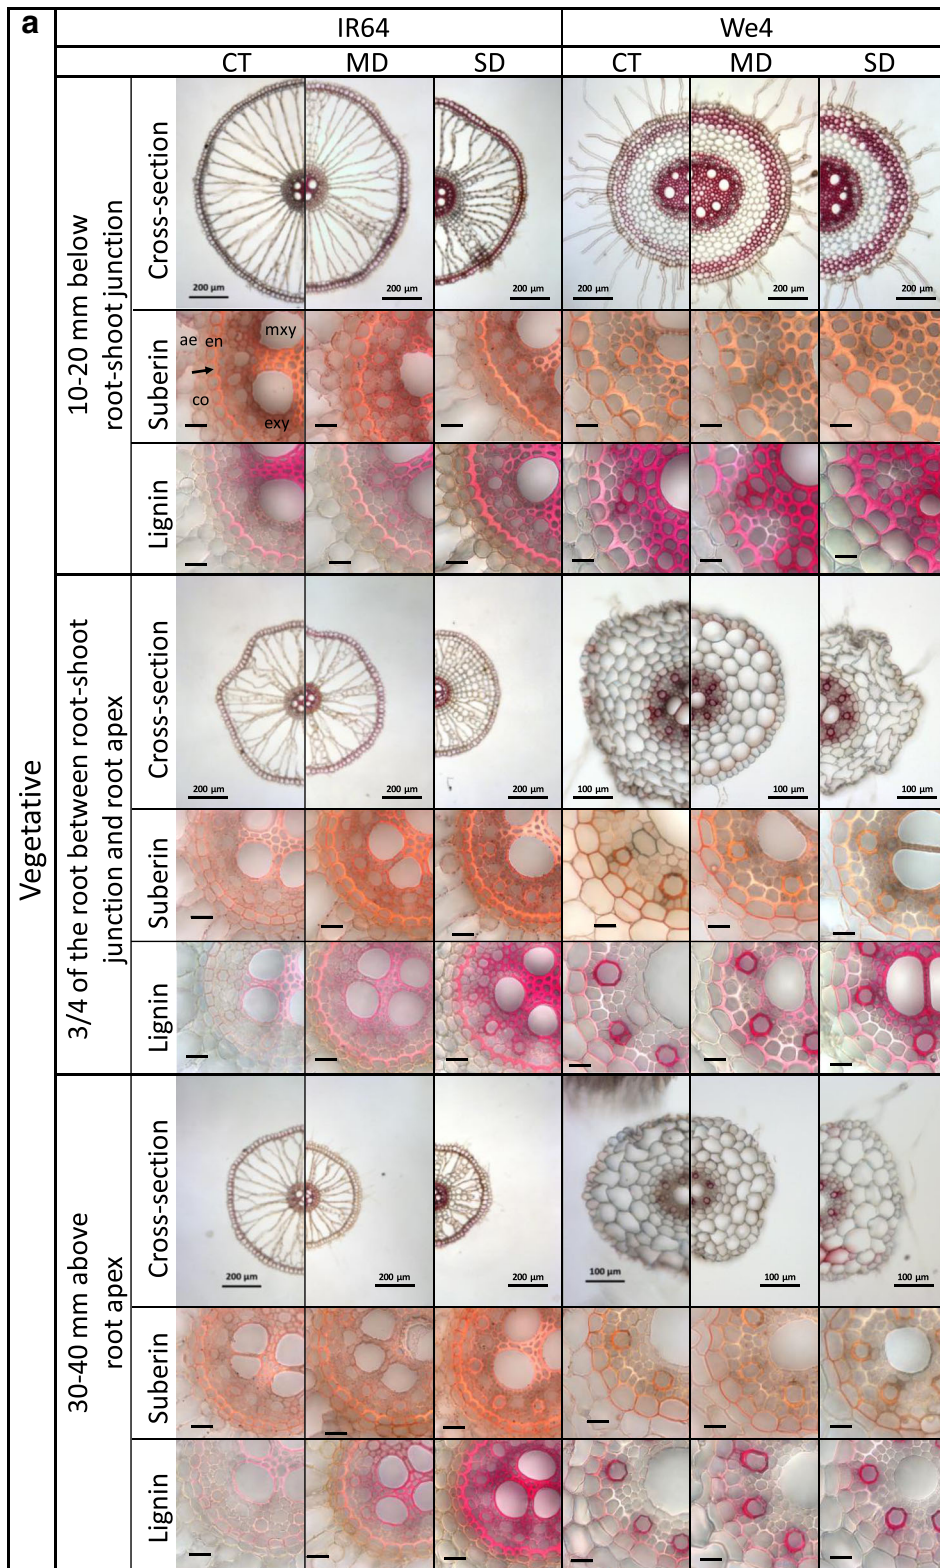 a
IR64
We4
CT
MD
SD
CT
MD
SD
Vegetative
10-20 mm below
root-shoot junction
Cross-section
200 µm
200 µm
200 µm
200 µm
200 µm
200 µm
Suberin
ae
en
mxy
co
exy
Lignin
3/4 of the root between root-shoot
junction and root apex
Cross-section
200 µm
200 µm
200 µm
100 µm
100 µm
100 µm
Suberin
Lignin
30-40 mm above
root apex
Cross-section
200 µm
200 µm
200 µm
100 µm
100 µm
100 µm
Suberin
Lignin